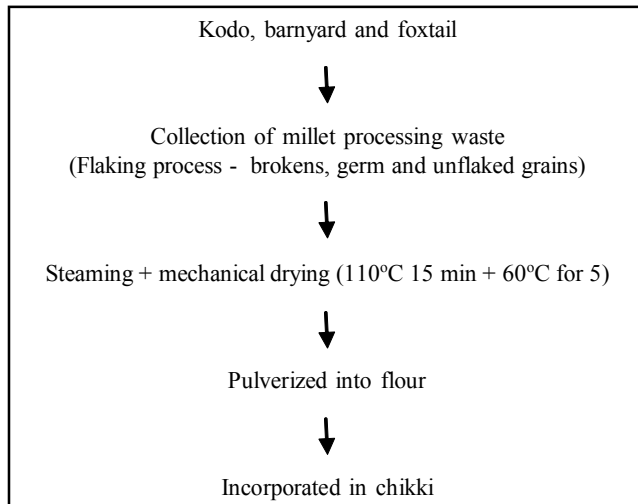 Kodo, barnyard and foxtail
Collection of millet processing waste
(Flaking process - brokens, germ and unflaked grains)
Steaming + mechanical drying (110ºC 15 min + 60ºC for 5)
Pulverized into flour
Incorporated in chikki